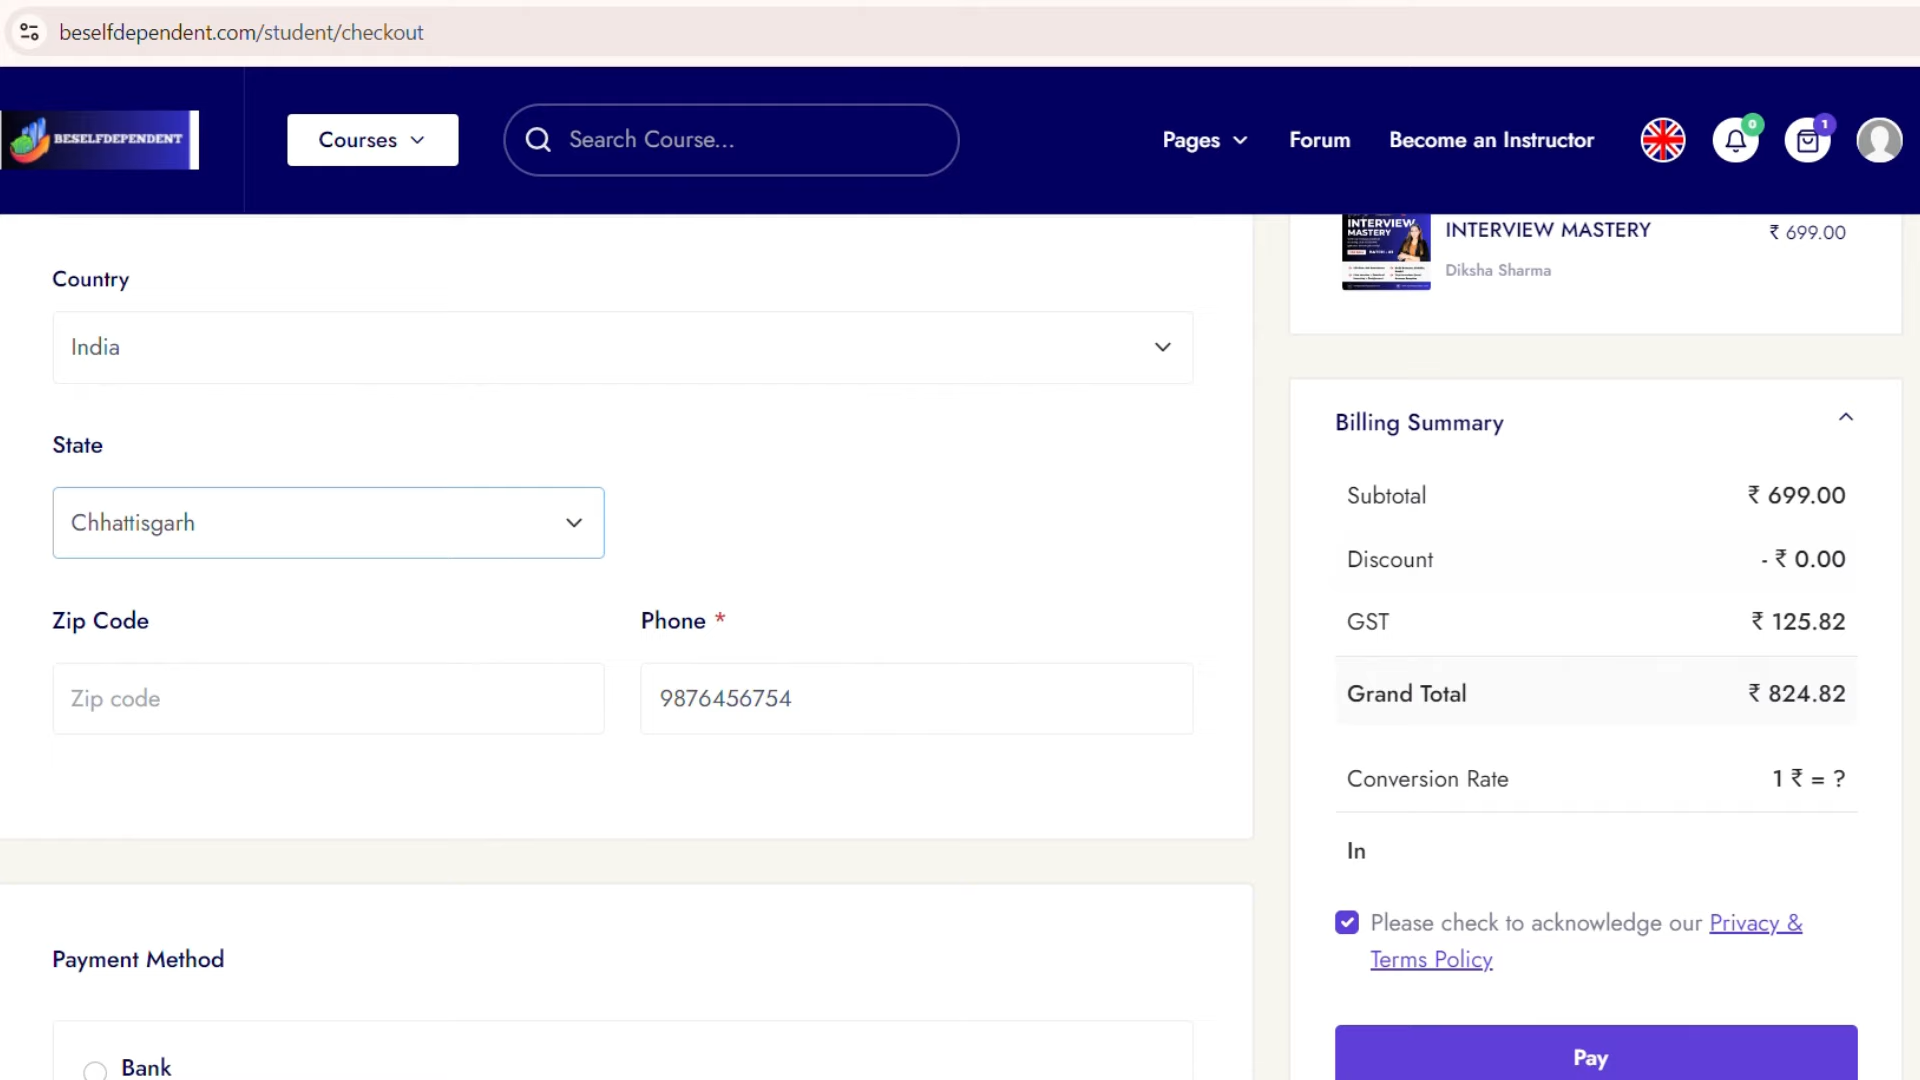 beselfdependent.com/student/checkout
BESELFDEPENDENT
Courses
Search Course...
Pages
Forum
Become an Instructor
0
1
INTERVIEW
MASTERY
INTERVIEW MASTERY
₹ 699.00
Diksha Sharma
Country
India
State
Chhattisgarh
Zip Code
Phone *
Zip code
9876456754
Payment Method
Bank
Billing Summary
Subtotal
₹ 699.00
Discount
- ₹ 0.00
GST
₹ 125.82
Grand Total
₹ 824.82
Conversion Rate
1 ₹ = ?
In
Please check to acknowledge our Privacy &
Terms Policy
Pay